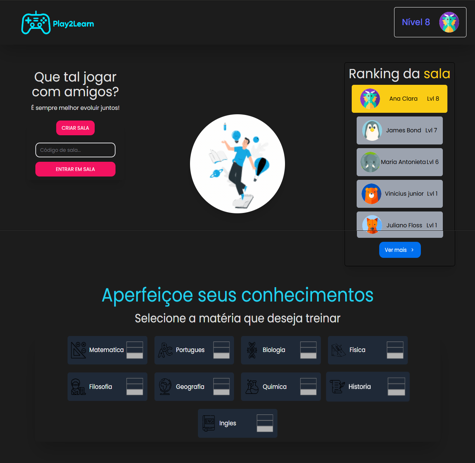 Play2Learn
Nível 8
Que tal jogar
com amigos?
É sempre melhor evoluir juntos!
CRIAR SALA
Código da sala...
ENTRAR EM SALA
Ranking da sala
Ana Clara Lvl 8
James Bond Lvl 7
Maria Antonieta Lvl 6
Vinicius junior Lvl 1
Juliano Floss Lvl 1
Ver mais >
Aperfeiçoe seus conhecimentos
Selecione a matéria que deseja treinar
Matematica
Portugues
Biologia
Fisica
Filosofia
Geografia
Quimica
Historia
Ingles